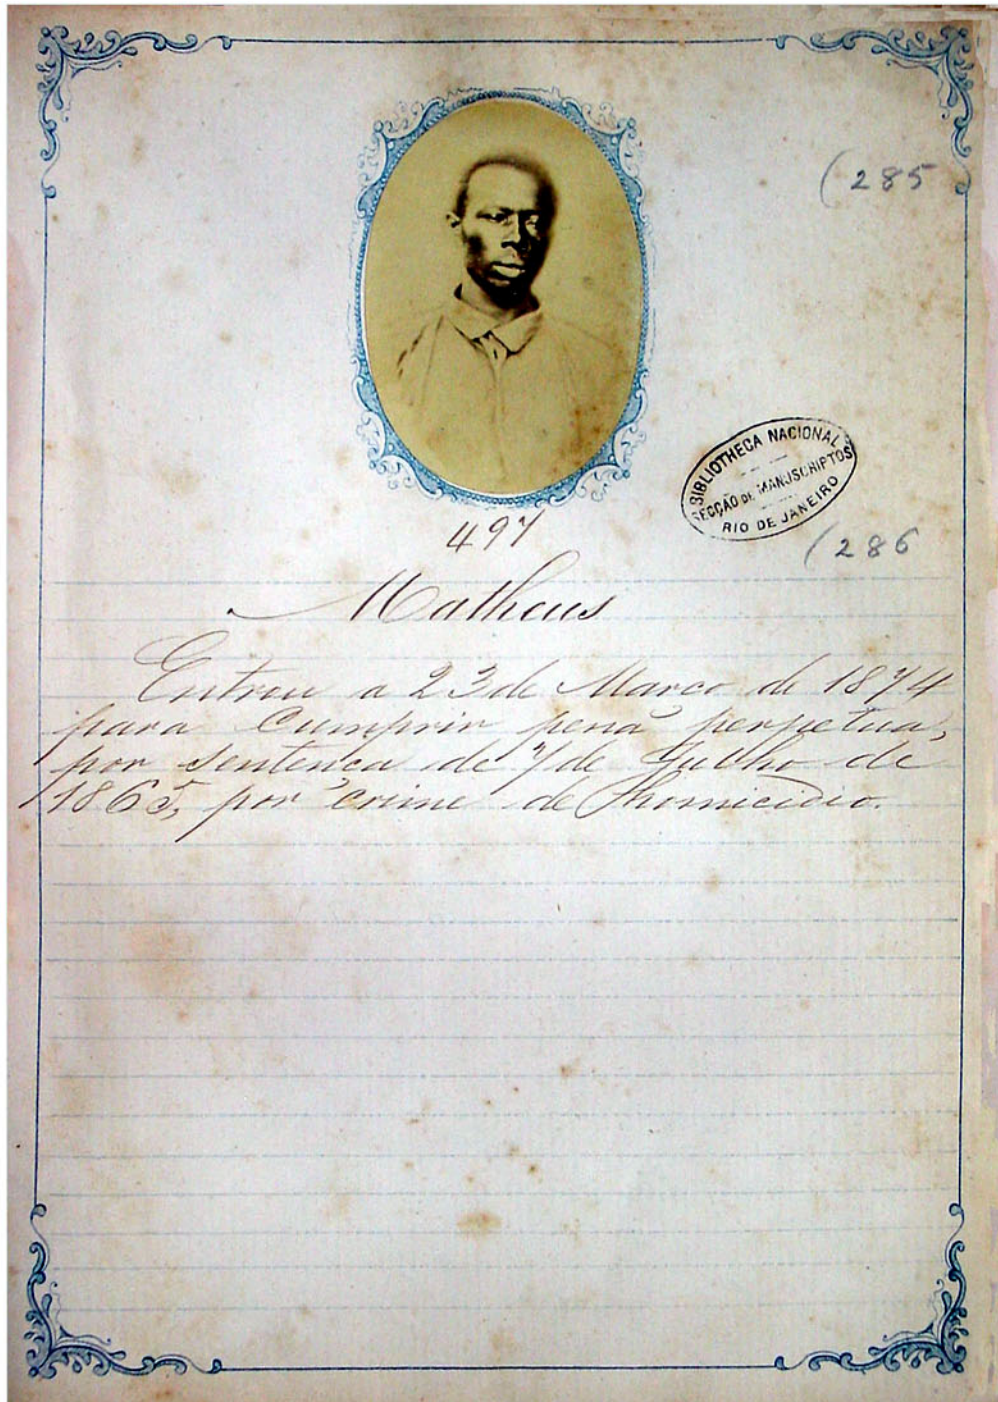 (285
BIBLIOTHECA NACIONAL
SECÇÃO DE MANUSCRIPTOS
RIO DE JANEIRO
497
(286
Matheus
Entrou a 23 de Março de 1874
para cumprir pena perpetua,
por sentença de 7 de Julho de
1865, por crime de homicidio.